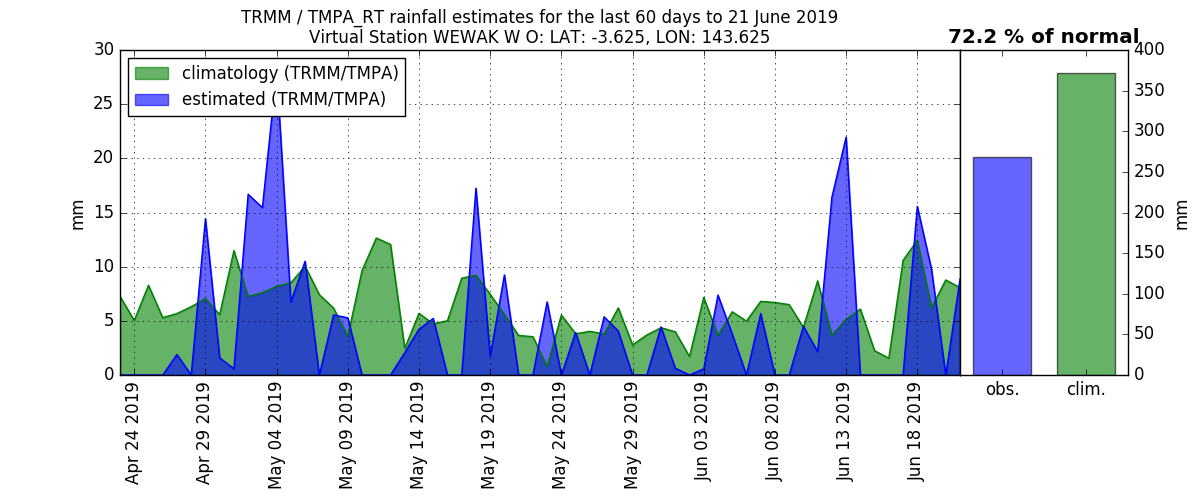 TRMM / TMPA_RT rainfall estimates for the last 60 days to 21 June 2019
Virtual Station WEWAK W O: LAT: -3.625, LON: 143.625
72.2 % of normal
climatology (TRMM/TMPA)
estimated (TRMM/TMPA)
mm
30
25
20
15
10
5
0
Apr 24 2019
Apr 29 2019
May 04 2019
May 09 2019
May 14 2019
May 19 2019
May 24 2019
May 29 2019
Jun 03 2019
Jun 08 2019
Jun 13 2019
Jun 18 2019
400
350
300
250
200
150
100
50
0
mm
obs.
clim.